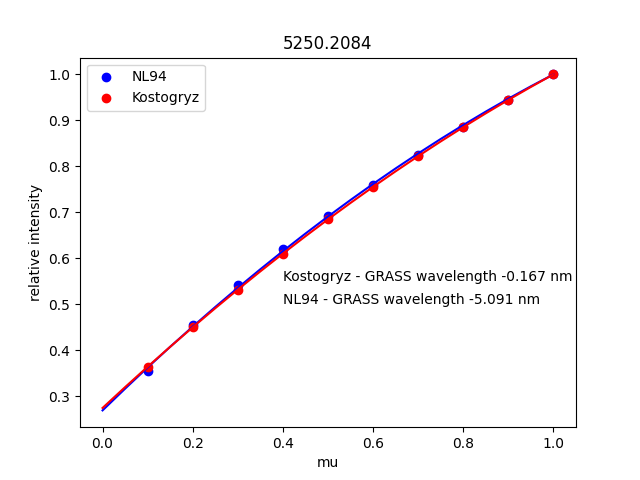 5250.2084
NL94
Kostogryz
1.0
0.9
0.8
0.7
0.6
0.5
0.4
0.3
relative intensity
Kostogryz - GRASS wavelength -0.167 nm
NL94 - GRASS wavelength -5.091 nm
0.0 0.2 0.4 0.6 0.8 1.0
mu